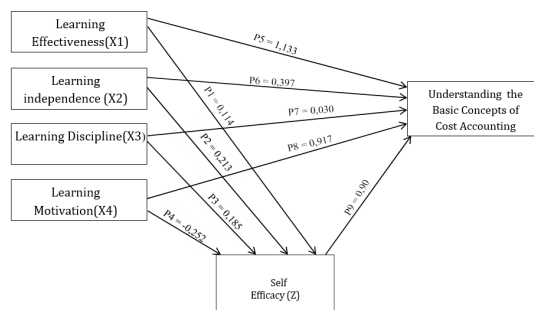 Learning
Effectiveness(X1)
P5 = 1,133
Learning
independence (X2)
P6 = 0,397
P1 = 0,114
Understanding the
Basic Concepts of
Cost Accounting
P7 = 0,030
Learning Discipline(X3)
P2 = 0,213
P8 = 0,917
Learning
Motivation(X4)
P3 = 0,185
P4 = -0,252
P9 = 0,90
Self
Efficacy (Z)